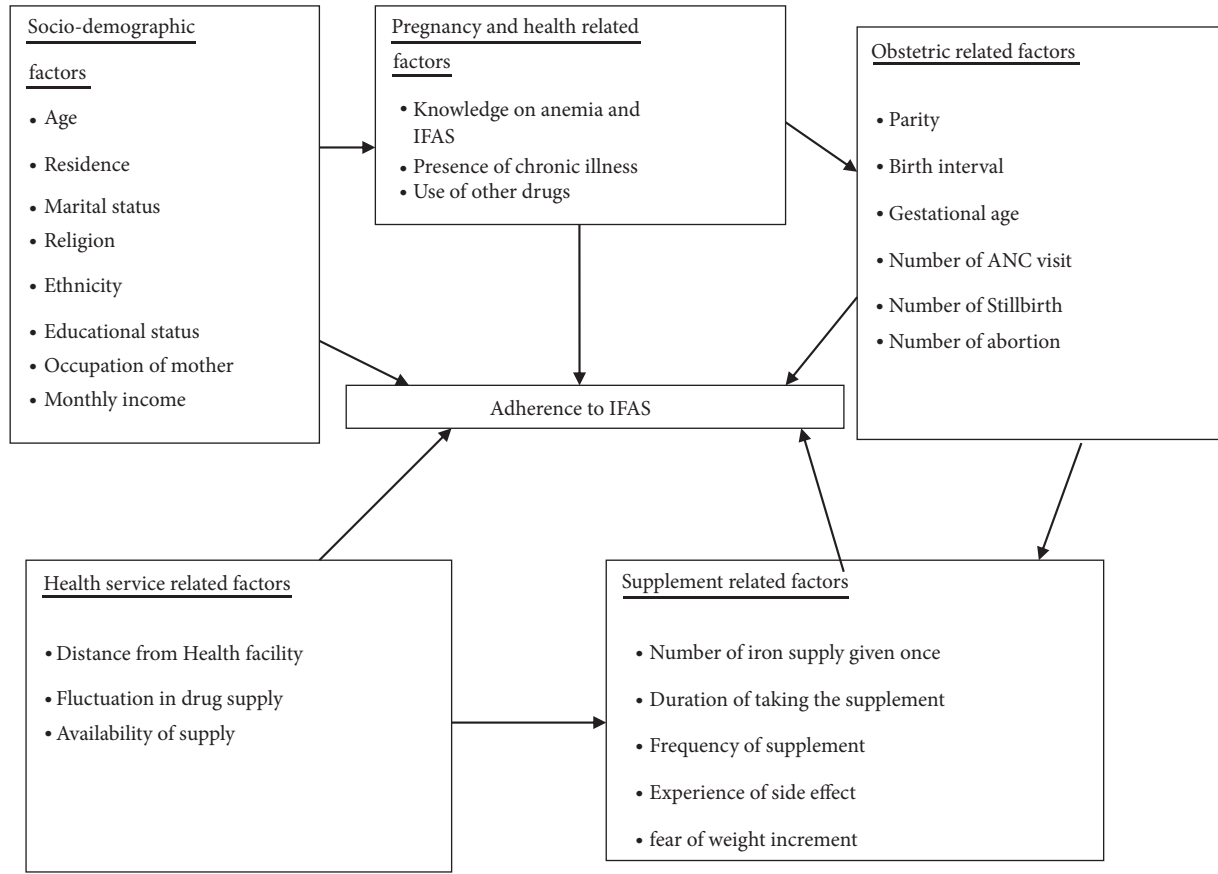 Socio-demographic
factors
• Age
• Residence
• Marital status
• Religion
• Ethnicity
• Educational status
• Occupation of mother
• Monthly income
Pregnancy and health related
factors
• Knowledge on anemia and
IFAS
• Presence of chronic illness
• Use of other drugs
Obstetric related factors
• Parity
• Birth interval
• Gestational age
• Number of ANC visit
• Number of Stillbirth
• Number of abortion
Adherence to IFAS
Health service related factors
• Distance from Health facility
• Fluctuation in drug supply
• Availability of supply
Supplement related factors
• Number of iron supply given once
• Duration of taking the supplement
• Frequency of supplement
• Experience of side effect
• fear of weight increment